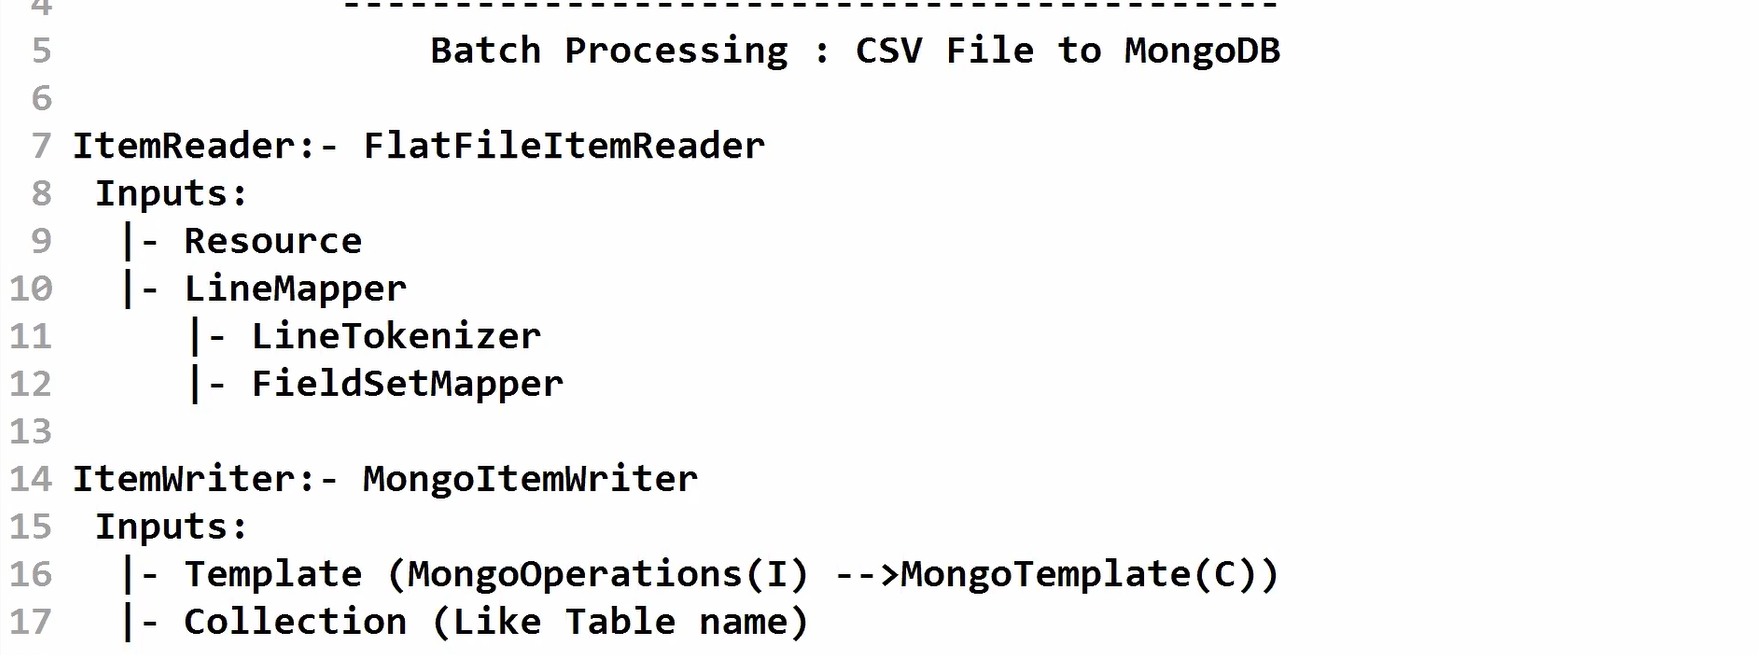 4 ------------------------------------------
5 Batch Processing : CSV File to MongoDB
6
7 ItemReader:- FlatFileItemReader
8 Inputs:
9 |- Resource
10 |- LineMapper
11 |- LineTokenizer
12 |- FieldSetMapper
13
14 ItemWriter:- MongoItemWriter
15 Inputs:
16 |- Template (MongoOperations(I) -->MongoTemplate(C))
17 |- Collection (Like Table name)